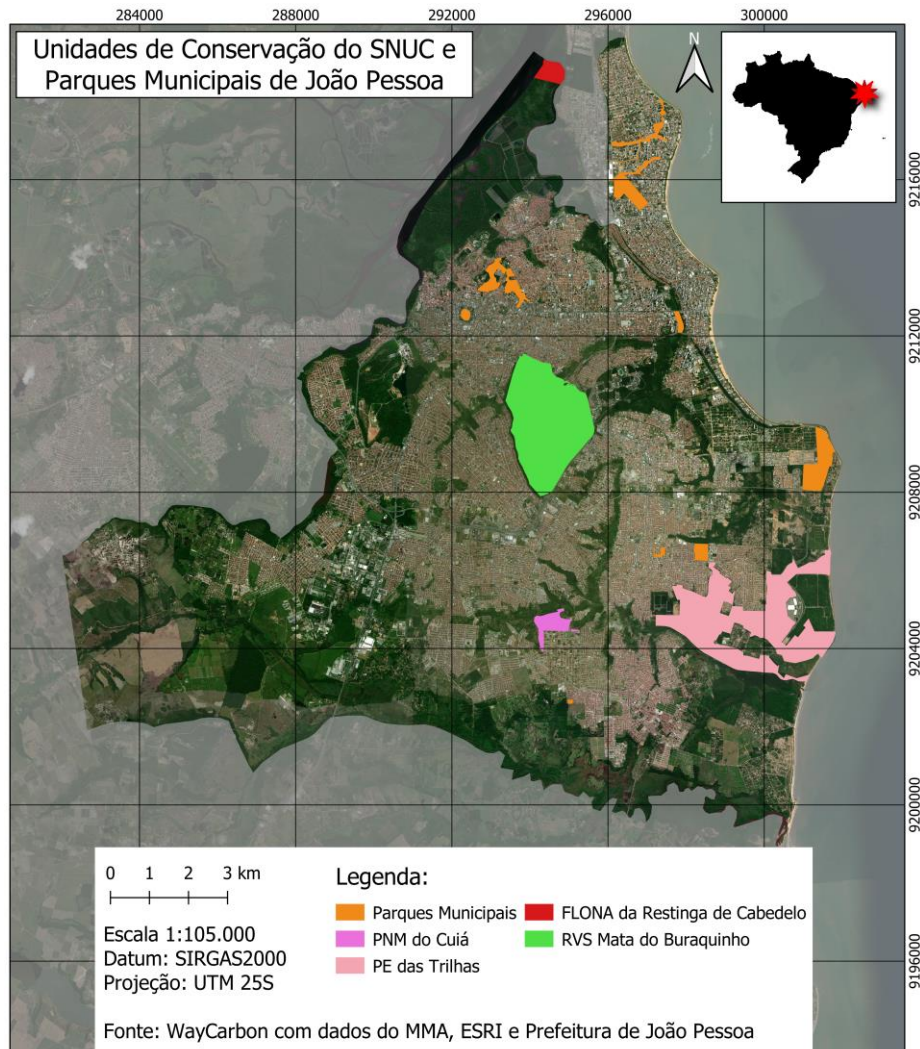 284000
288000
292000
296000
300000
Unidades de Conservação do SNUC e
Parques Municipais de João Pessoa
N
9216000
9212000
9208000
9204000
9200000
9196000
0 1 2 3 km
Escala 1:105.000
Datum: SIRGAS2000
Projeção: UTM 25S
Legenda:
Parques Municipais
PNM do Cuiá
PE das Trilhas
FLONA da Restinga de Cabedelo
RVS Mata do Buraquinho
Fonte: WayCarbon com dados do MMA, ESRI e Prefeitura de João Pessoa